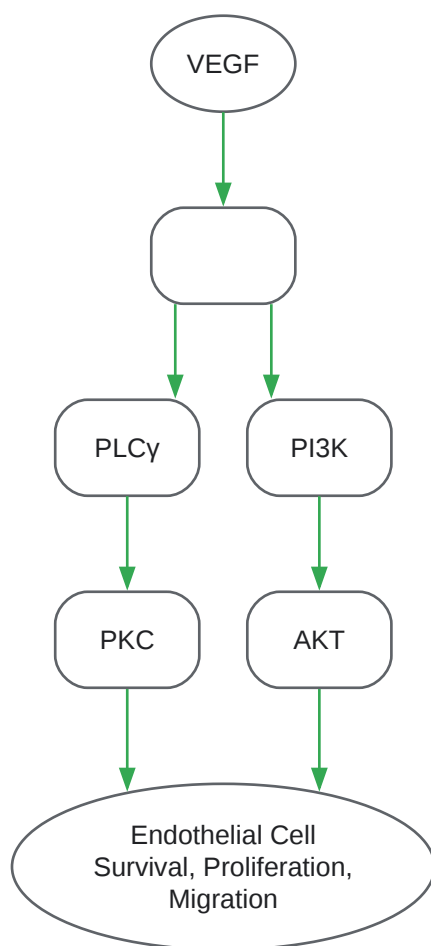 VEGF
PLCγ
PI3K
PKC
AKT
Endothelial Cell
Survival, Proliferation,
Migration